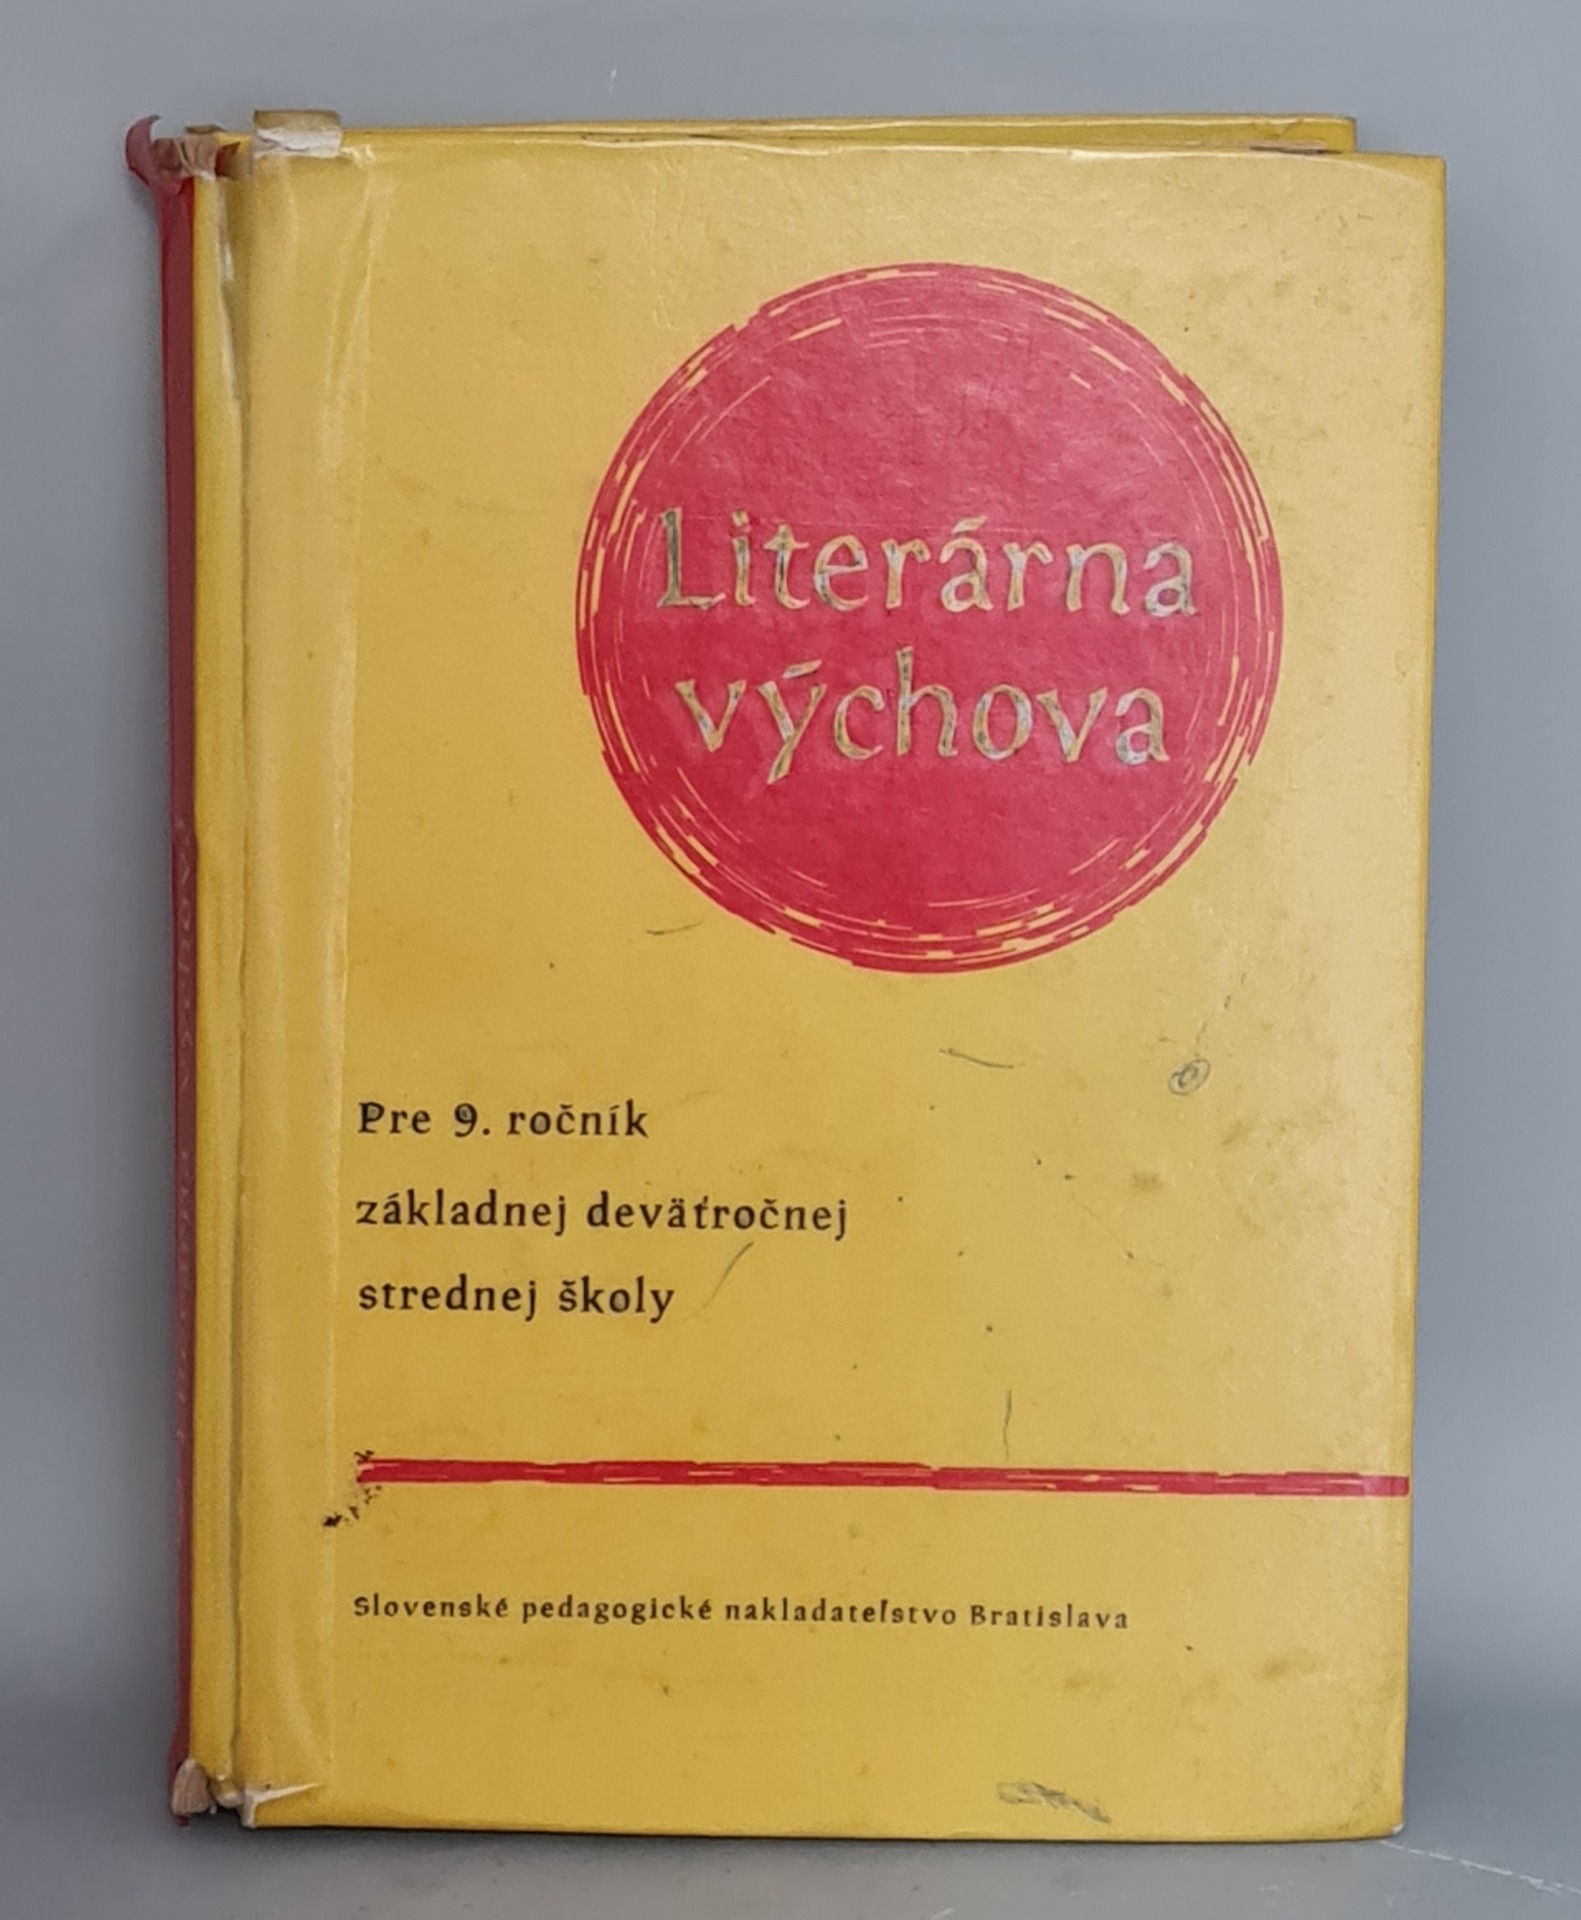 Literárna
výchova
Pre 9. ročník
základnej deväťročnej
strednej školy
Slovenské pedagogické nakladateľstvo Bratislava